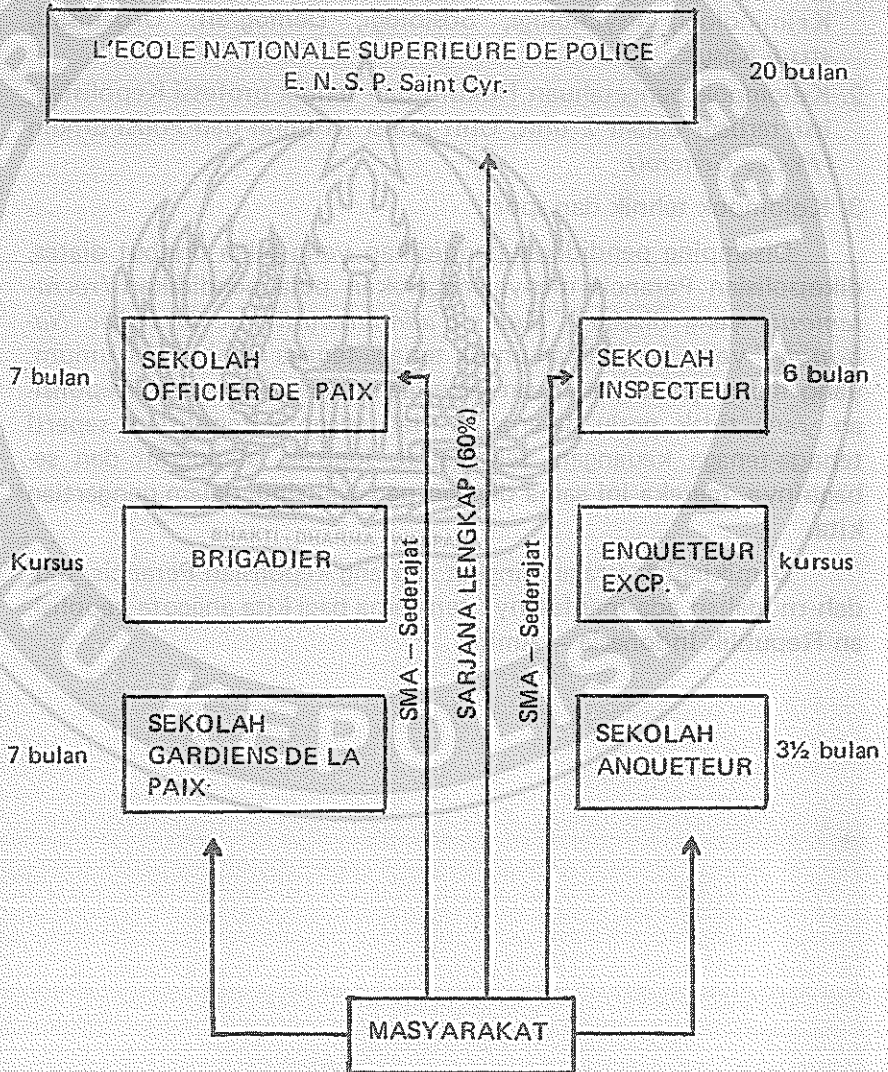 L'ECOLE NATIONALE SUPERIEURE DE POLICE
E. N. S. P. Saint Cyr.
20 bulan
7 bulan
SEKOLAH
OFFICIER DE PAIX
SEKOLAH
INSPECTEUR
6 bulan
Kursus
BRIGADIER
ENQUETEUR
EXCP.
kursus
SMA – Sederajat
SARJANA LENGKAP (60%)
SMA – Sederajat
7 bulan
SEKOLAH
GARDIENS DE LA
PAIX
SEKOLAH
ANQUETEUR
3½ bulan
MASYARAKAT